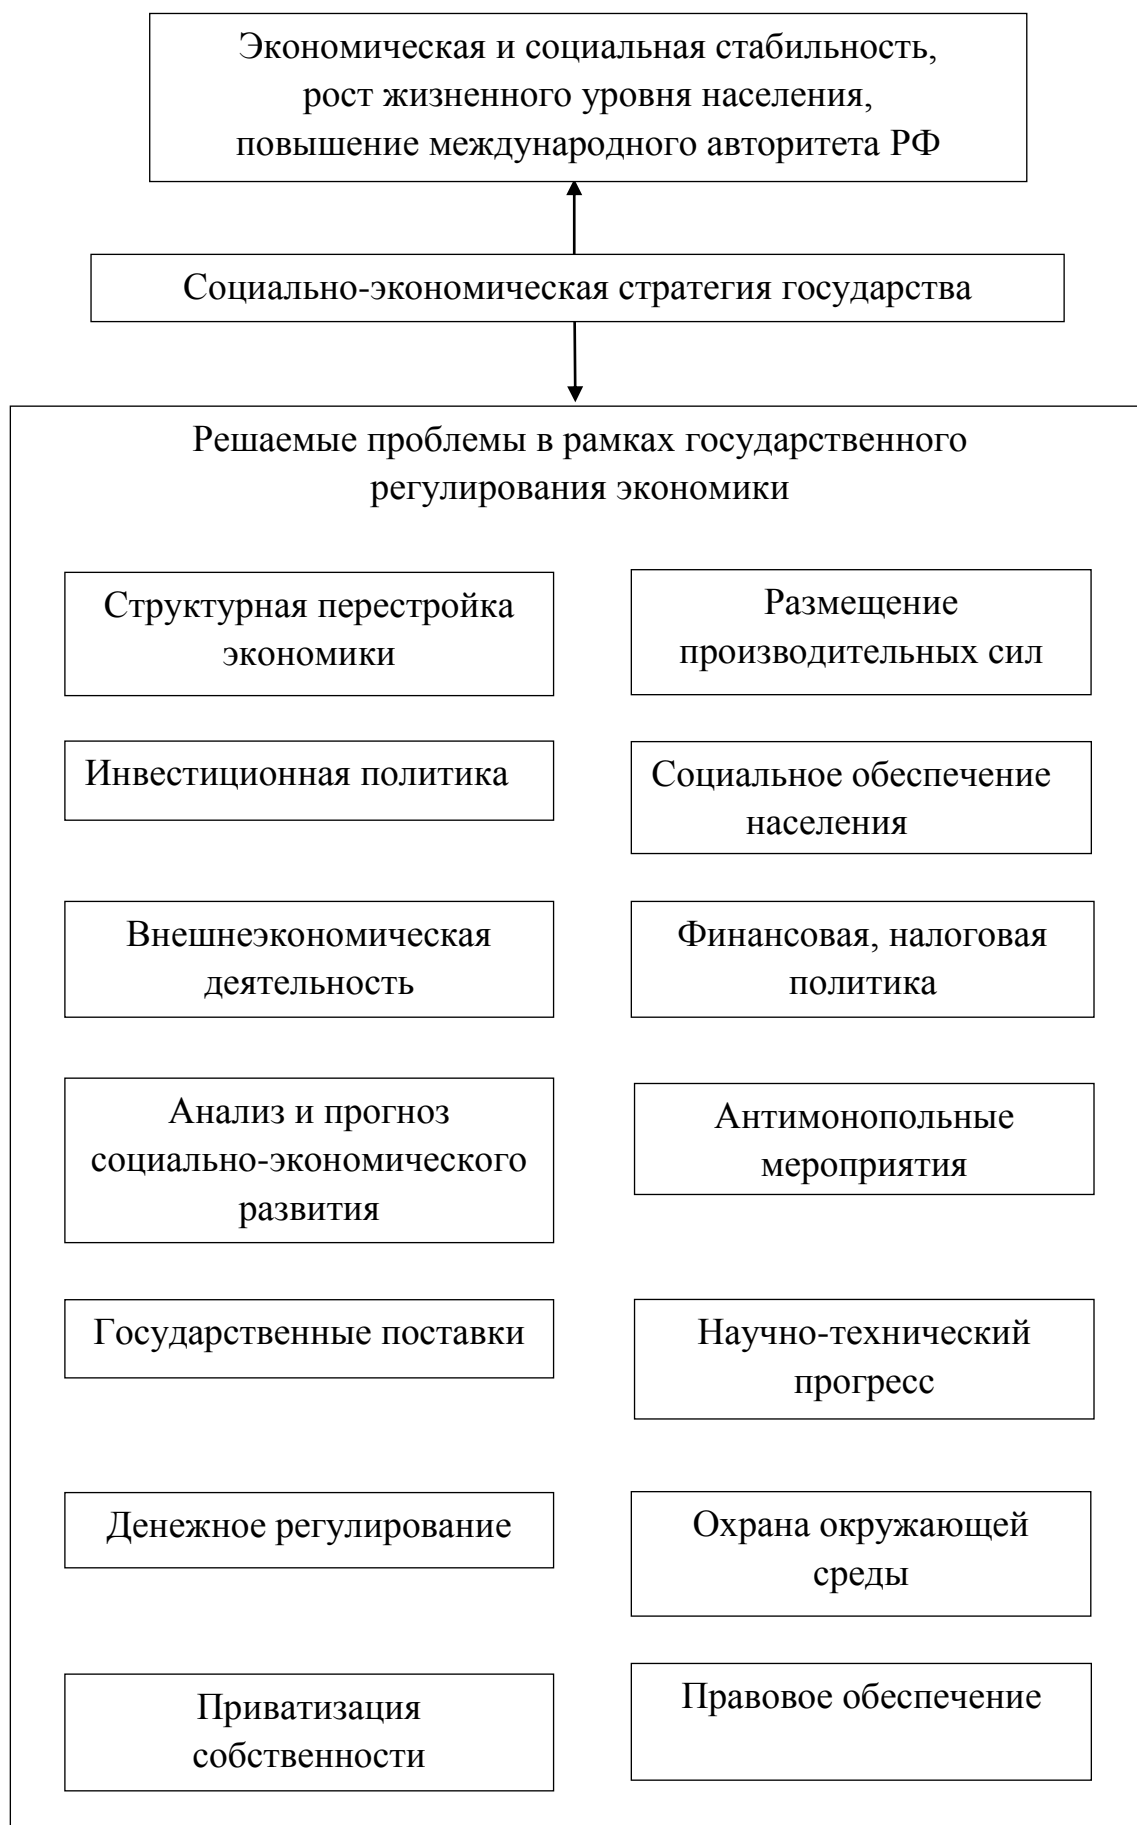 Экономическая и социальная стабильность,
рост жизненного уровня населения,
повышение международного авторитета РФ
Социально-экономическая стратегия государства
Решаемые проблемы в рамках государственного
регулирования экономики
Структурная перестройка
экономики
Размещение
производительных сил
Инвестиционная политика
Социальное обеспечение
населения
Внешнеэкономическая
деятельность
Финансовая, налоговая
политика
Анализ и прогноз
социально-экономического
развития
Антимонопольные
мероприятия
Государственные поставки
Научно-технический
прогресс
Денежное регулирование
Охрана окружающей
среды
Приватизация
собственности
Правовое обеспечение